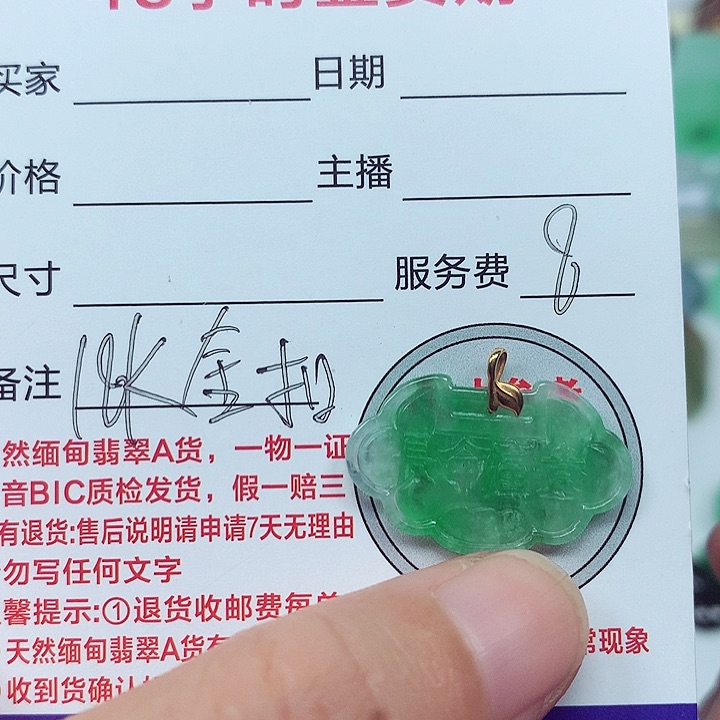 买家 日期
价格 主播
尺寸 服务费 8
备注 18K金扣
然缅甸翡翠A货，一物一证
音BIC质检发货，假一赔三
有退货:售后说明请申请7天无理由
勿写任何文字
馨提示:①退货收邮费每单
天然缅甸翡翠A货有 常现象
收到货确认